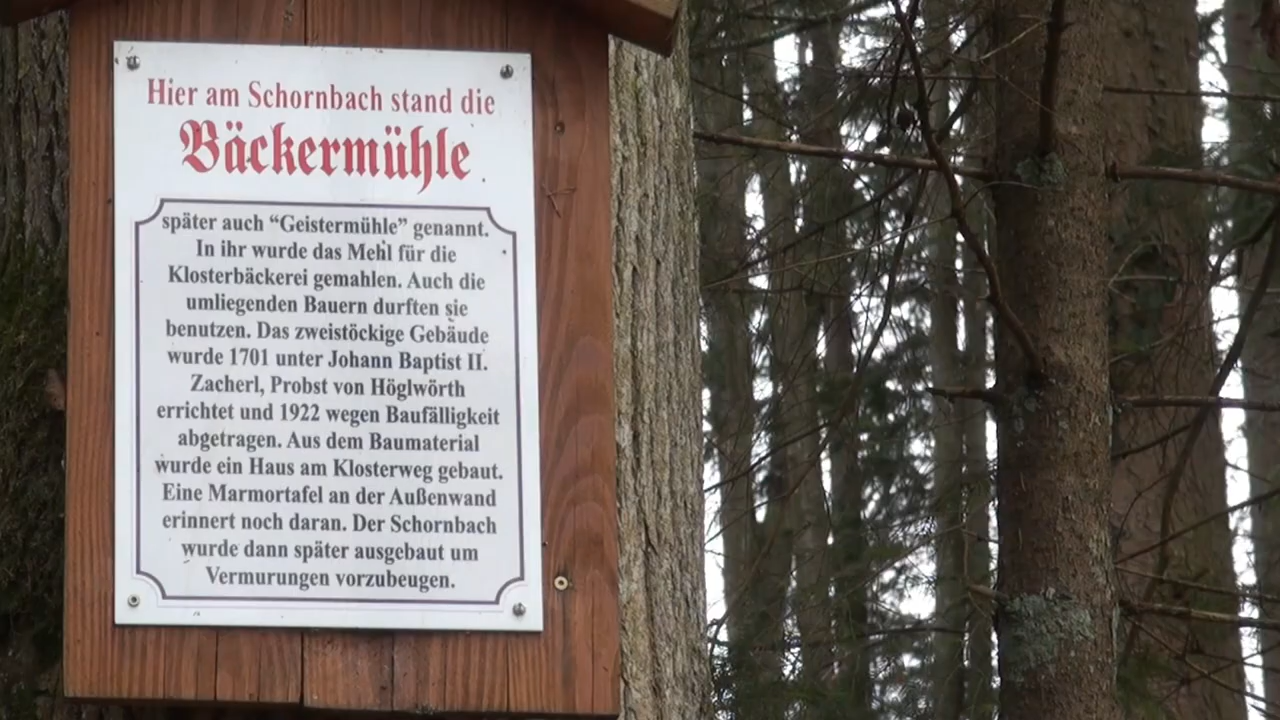 Hier am Schornbach stand die
Bäckermühle
später auch “Geistermühle” genannt.
In ihr wurde das Mehl für die
Klosterbäckerei gemahlen. Auch die
umliegenden Bauern durften sie
benutzen. Das zweistöckige Gebäude
wurde 1701 unter Johann Baptist II.
Zacherl, Probst von Höglwörth
errichtet und 1922 wegen Baufälligkeit
abgetragen. Aus dem Baumaterial
wurde ein Haus am Klosterweg gebaut.
Eine Marmortafel an der Außenwand
erinnert noch daran. Der Schornbach
wurde dann später ausgebaut um
Vermurungen vorzubeugen.